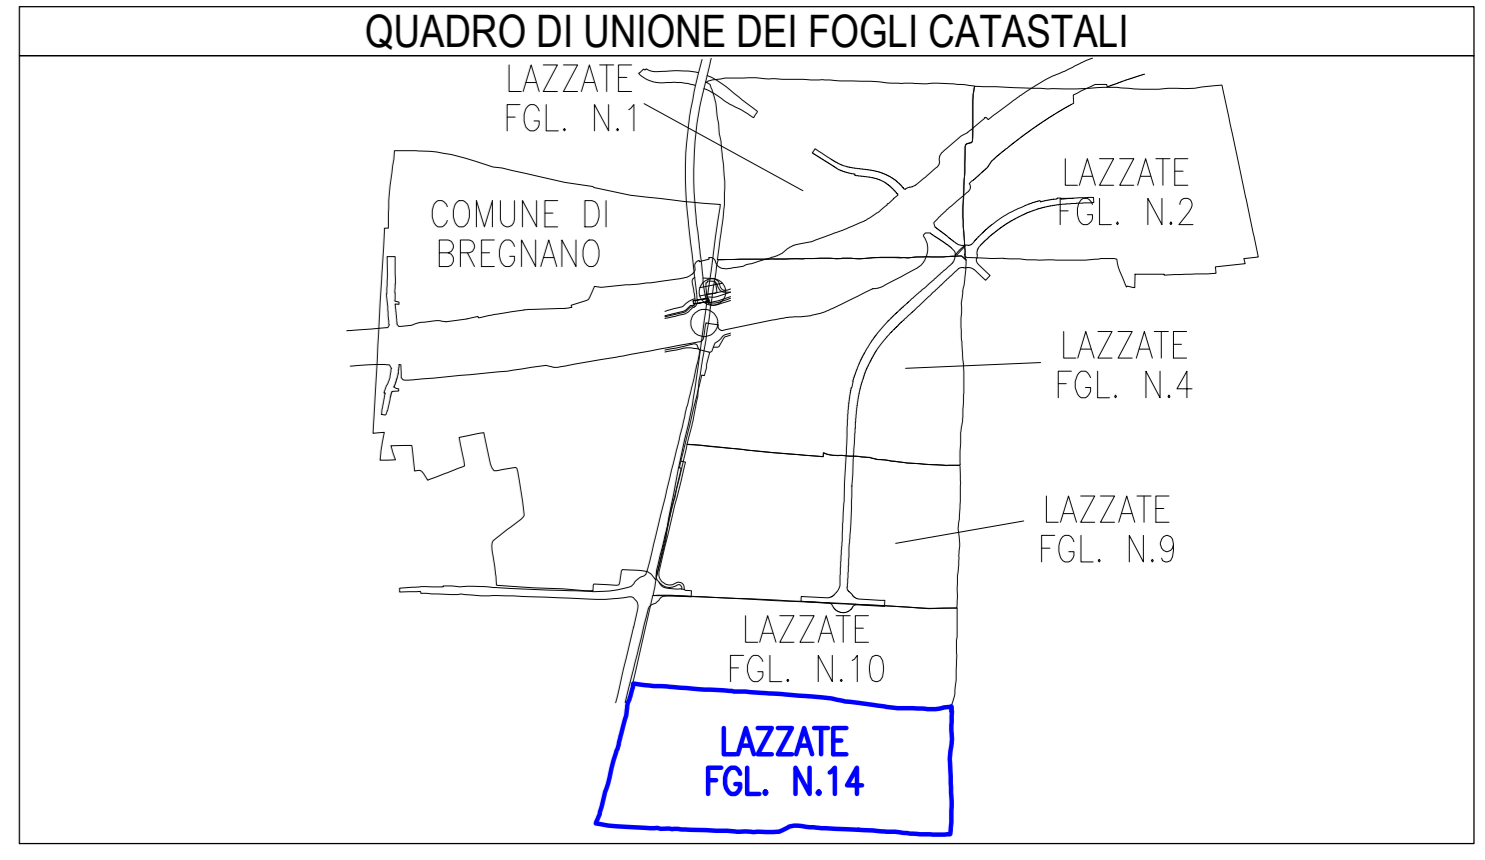 QUADRO DI UNIONE DEI FOGLI CATASTALI
LAZZATE
FGL. N.1
LAZZATE
FGL. N.2
COMUNE DI
BREGNANO
LAZZATE
FGL. N.4
LAZZATE
FGL. N.9
LAZZATE
FGL. N.10
LAZZATE
FGL. N.14